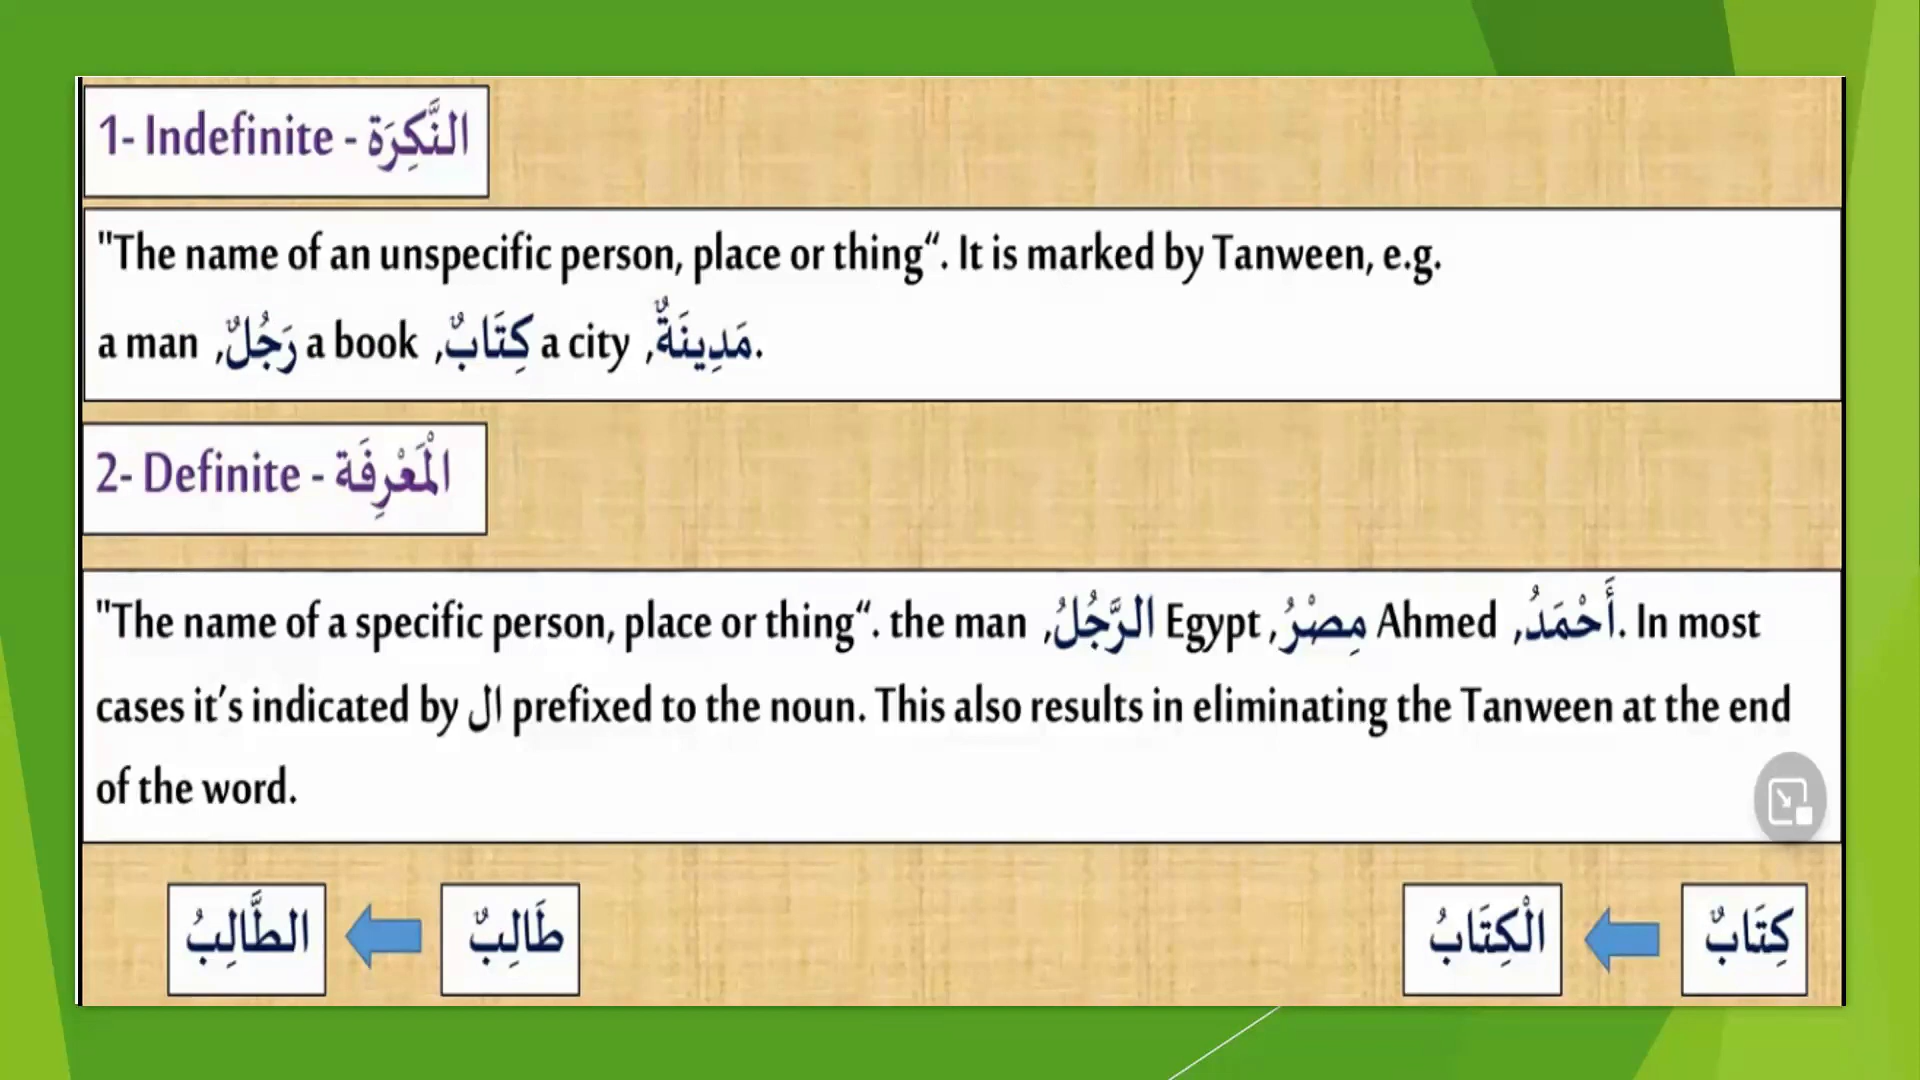 1- Indefinite - النَّكِرَة
"The name of an unspecific person, place or thing“. It is marked by Tanween, e.g.
a man ,رَجُلٌ a book ,كِتَابٌ a city ,مَدِينَةٌ.
2- Definite - الْمَعْرِفَة
"The name of a specific person, place or thing“. the man ,الرَّجُلُ Egypt ,مِصْرُ Ahmed ,أَحْمَدُ. In most
cases it’s indicated by ال prefixed to the noun. This also results in eliminating the Tanween at the end
of the word.
كِتَابٌ الْكِتَابُ طَالِبٌ الطَّالِبُ